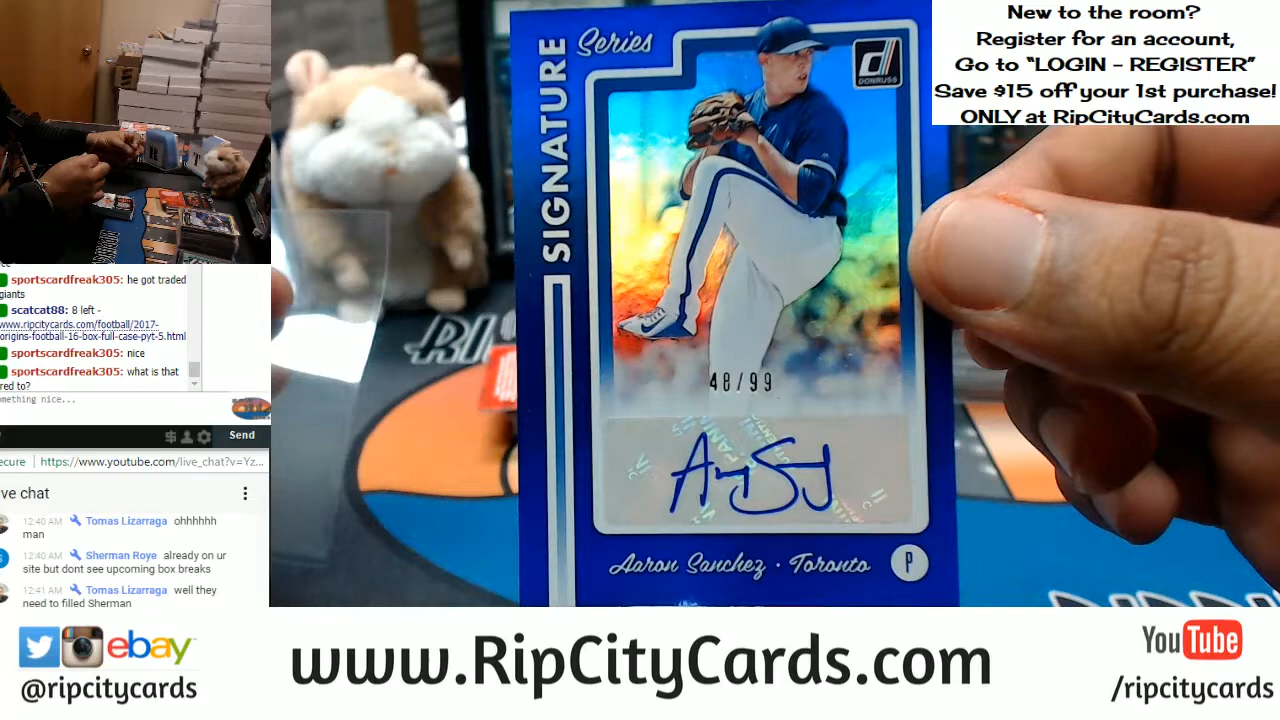 New to the room?
Register for an account,
Go to “LOGIN - REGISTER”
Save $15 off your 1st purchase!
ONLY at RipCityCards.com
SIGNATURE
Series
DONRUSS
48/99
Aaron Sanchez · Toronto
P
sportscardfreak305: he got traded
giants
scatcat88: 8 left -
www.ripcitycards.com/football/2017-
origins-football-16-box-full-case-pyt-5.html
sportscardfreak305: nice
sportscardfreak305: what is that
red to?
omething nice...
Send
ecure https://www.youtube.com/live_chat?v=Yz...
ve chat
12:40 AM Tomas Lizarraga ohhhhhh
man
12:40 AM Sherman Roye already on ur
site but dont see upcoming box breaks
12:41 AM Tomas Lizarraga well they
need to filled Sherman
ebay
@ripcitycards
www.RipCityCards.com
YouTube
/ripcitycards